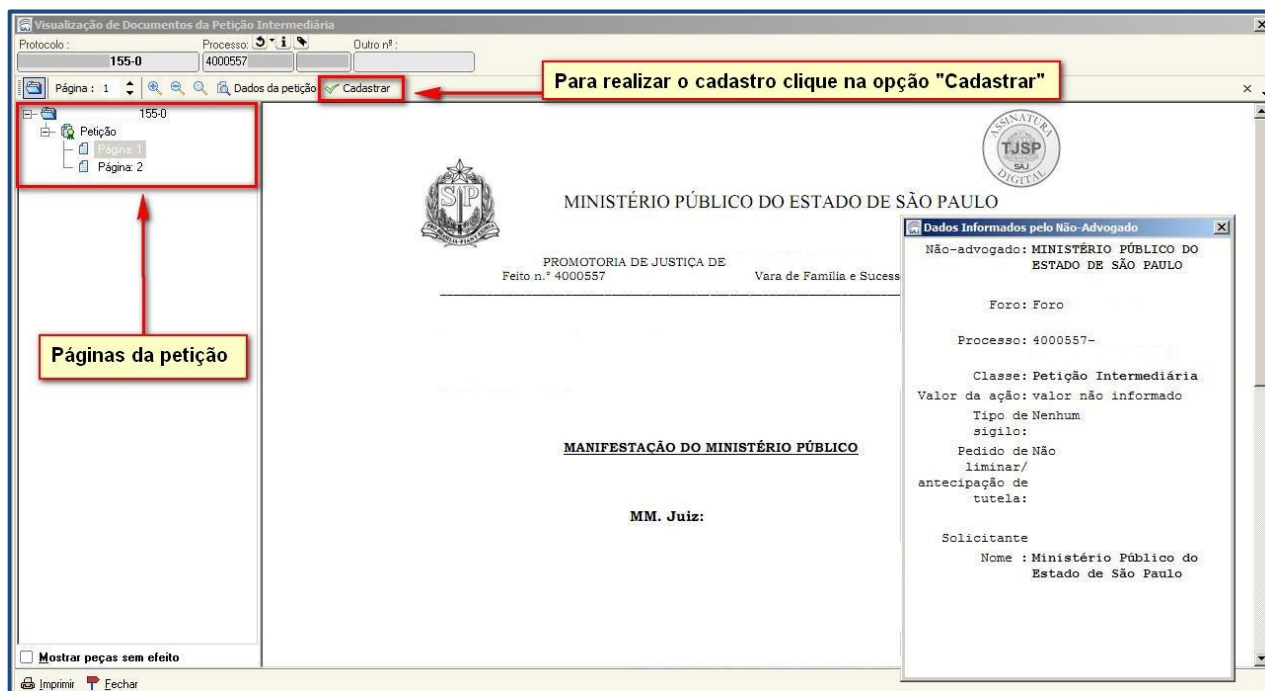 Visualização de Documentos da Petição Intermediária
Protocolo : Processo: Outro nº :
155-0 4000557
Página : 1 Dados da petição Cadastrar
Para realizar o cadastro clique na opção "Cadastrar"
155-0
Petição
Página: 1
Página: 2
Páginas da petição
Mostrar peças sem efeito
Imprimir Fechar
ASSINATURA
TJSP
SAJ
DIGITAL
SP
MINISTÉRIO PÚBLICO DO ESTADO DE SÃO PAULO
PROMOTORIA DE JUSTIÇA DE
Feito n.° 4000557 Vara de Família e Sucess
MANIFESTAÇÃO DO MINISTÉRIO PÚBLICO
MM. Juiz:
Dados Informados pelo Não-Advogado
Não-advogado: MINISTÉRIO PÚBLICO DO
ESTADO DE SÃO PAULO
Foro: Foro
Processo: 4000557-
Classe: Petição Intermediária
Valor da ação: valor não informado
Tipo de Nenhum
sigilo:
Pedido de Não
liminar/
antecipação de
tutela:
Solicitante
Nome : Ministério Público do
Estado de São Paulo